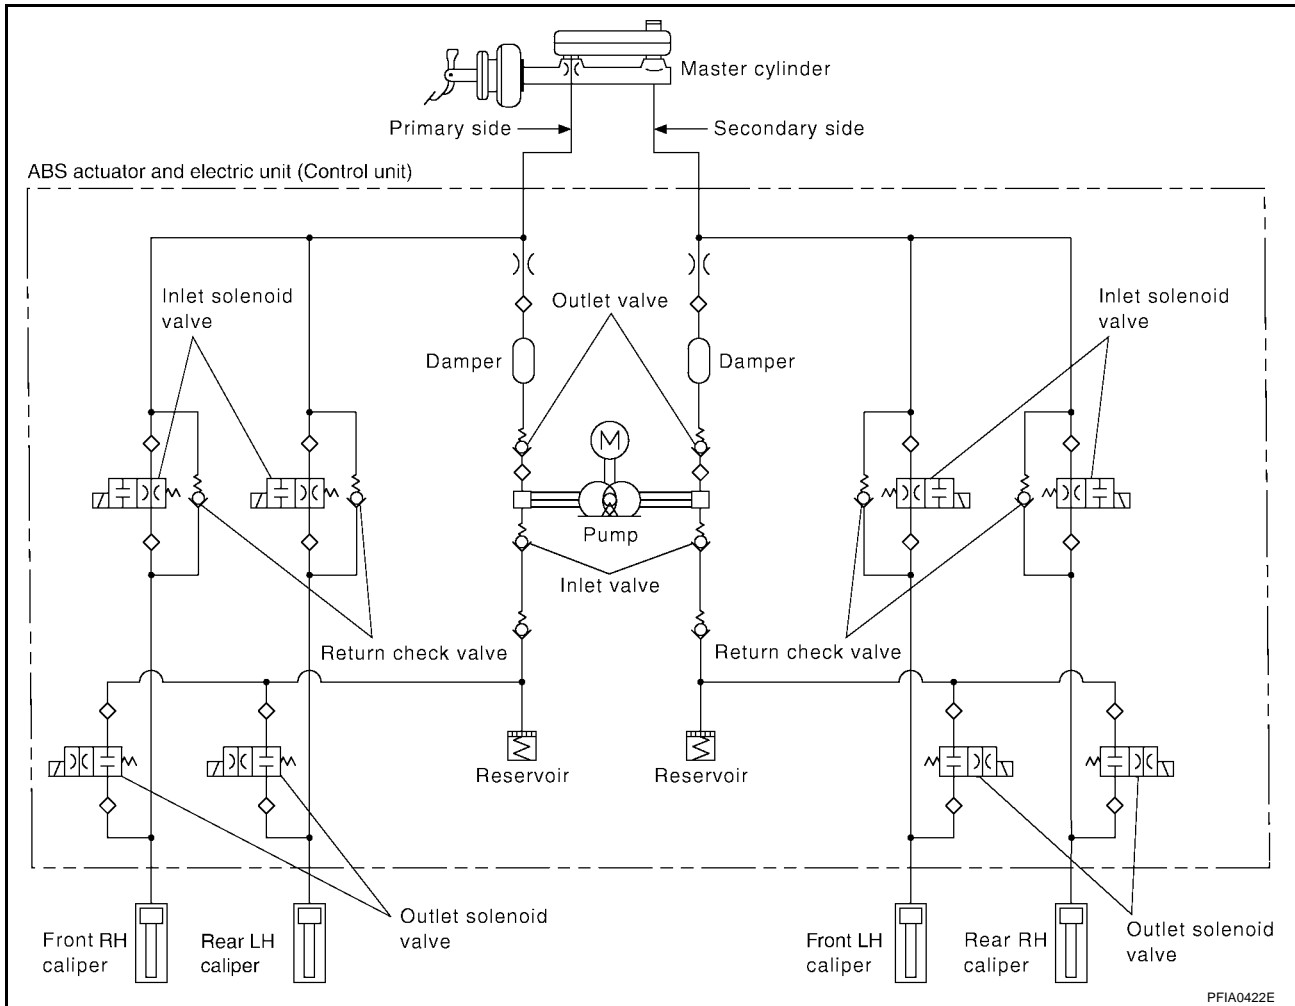 Master cylinder
Primary side
Secondary side
ABS actuator and electric unit (Control unit)
Inlet solenoid
valve
Outlet valve
Inlet solenoid
valve
Damper
Damper
M
Pump
Inlet valve
Return check valve
Return check valve
Reservoir
Reservoir
Front RH
caliper
Rear LH
caliper
Outlet solenoid
valve
Front LH
caliper
Rear RH
caliper
Outlet solenoid
valve
PFIA0422E